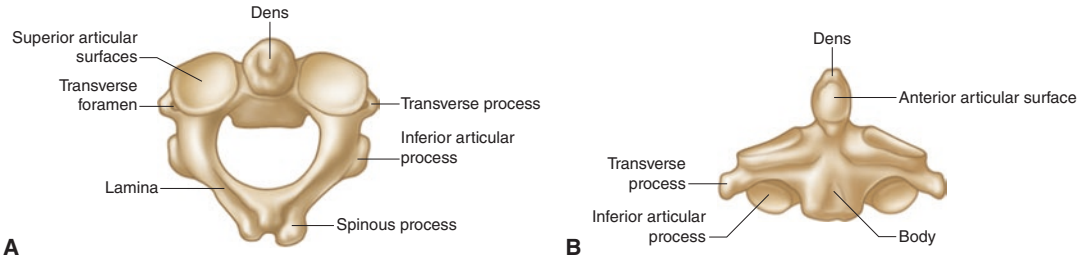 Dens
Superior articular
surfaces
Transverse
foramen
Transverse process
Inferior articular
process
Lamina
Spinous process
A
Dens
Anterior articular surface
Transverse
process
Inferior articular
process
Body
B